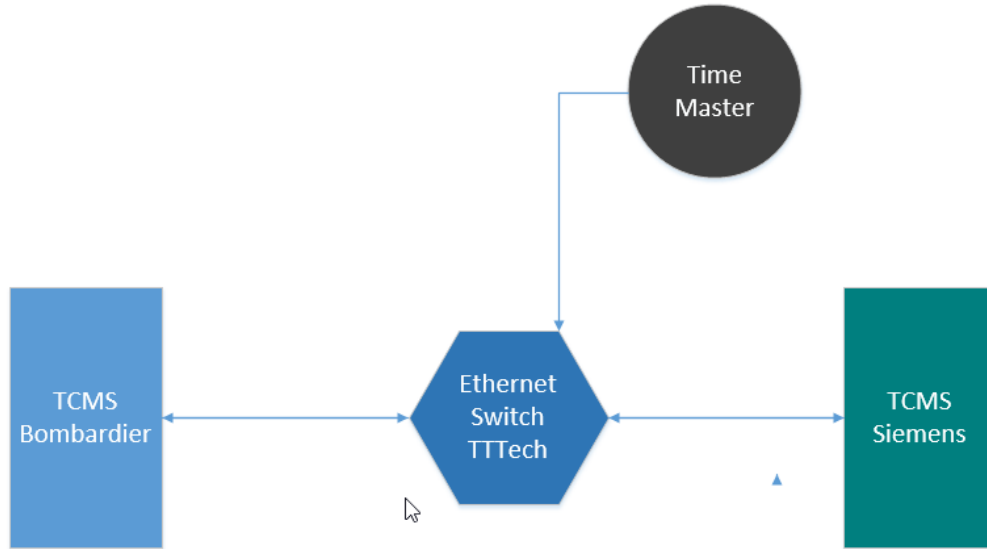 Time
Master
TCMS
Bombardier
Ethernet
Switch
TTTech
TCMS
Siemens